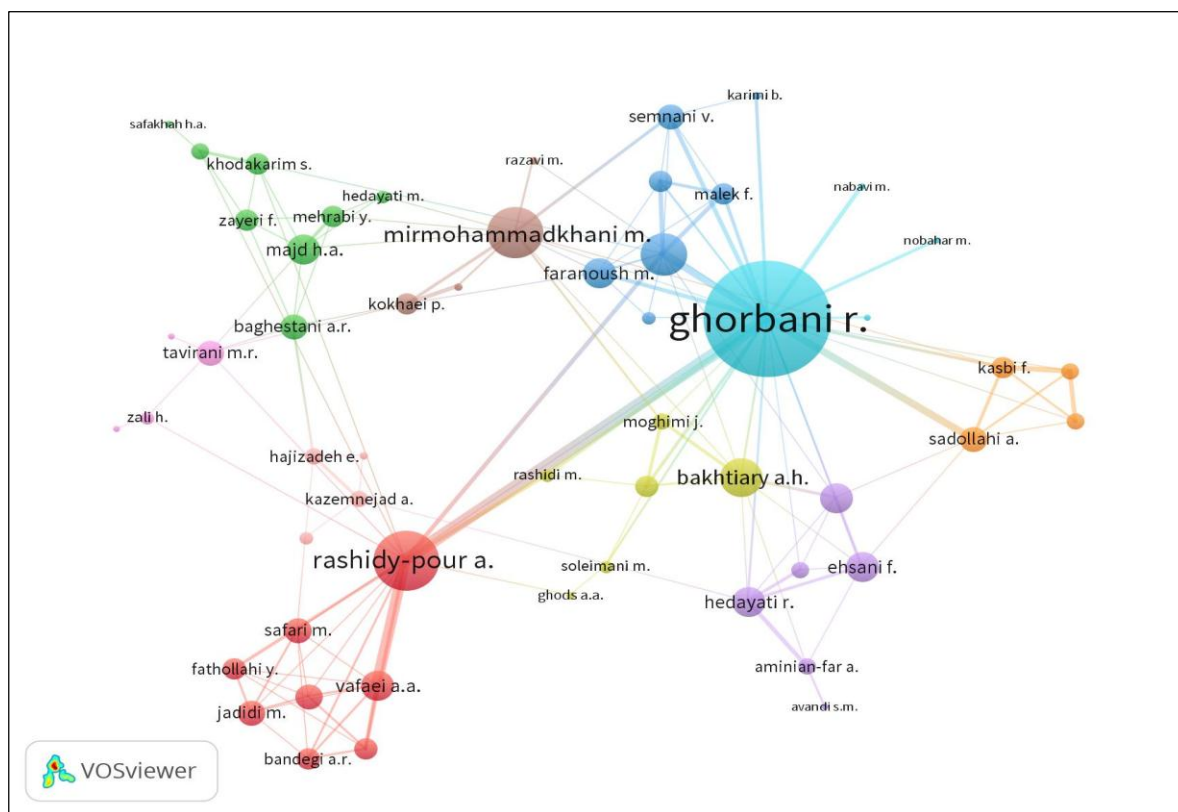 karimi b.
semnani v.
safakhah h.a.
razavi m.
khodakarim s.
nabavi m.
hedayati m.
malek f.
zayeri f.
mehrabi y.
mirmohammadkhani m.
nobahar m.
majd h.a.
faranoush m.
kokhaei p.
ghorbani r.
baghestani a.r.
tavirani m.r.
kasbi f.
zali h.
moghimi j.
sadollahi a.
hajizadeh e.
rashidi m.
bakhtiary a.h.
kazemnejad a.
rashidy-pour a.
soleimani m.
ehsani f.
ghods a.a.
hedayati r.
safari m.
fathollahi y.
aminian-far a.
vafaei a.a.
jadidi m.
avandi s.m.
bandegi a.r.
VOSviewer